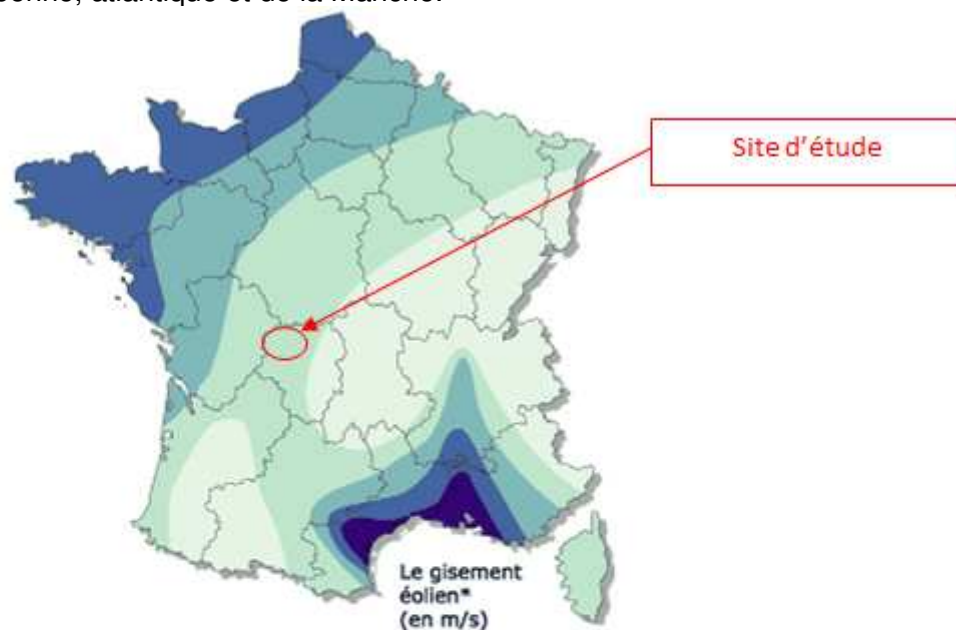 atlantique et de la Manche.
Site d'étude
Le gisement
éolien*
(en m/s)